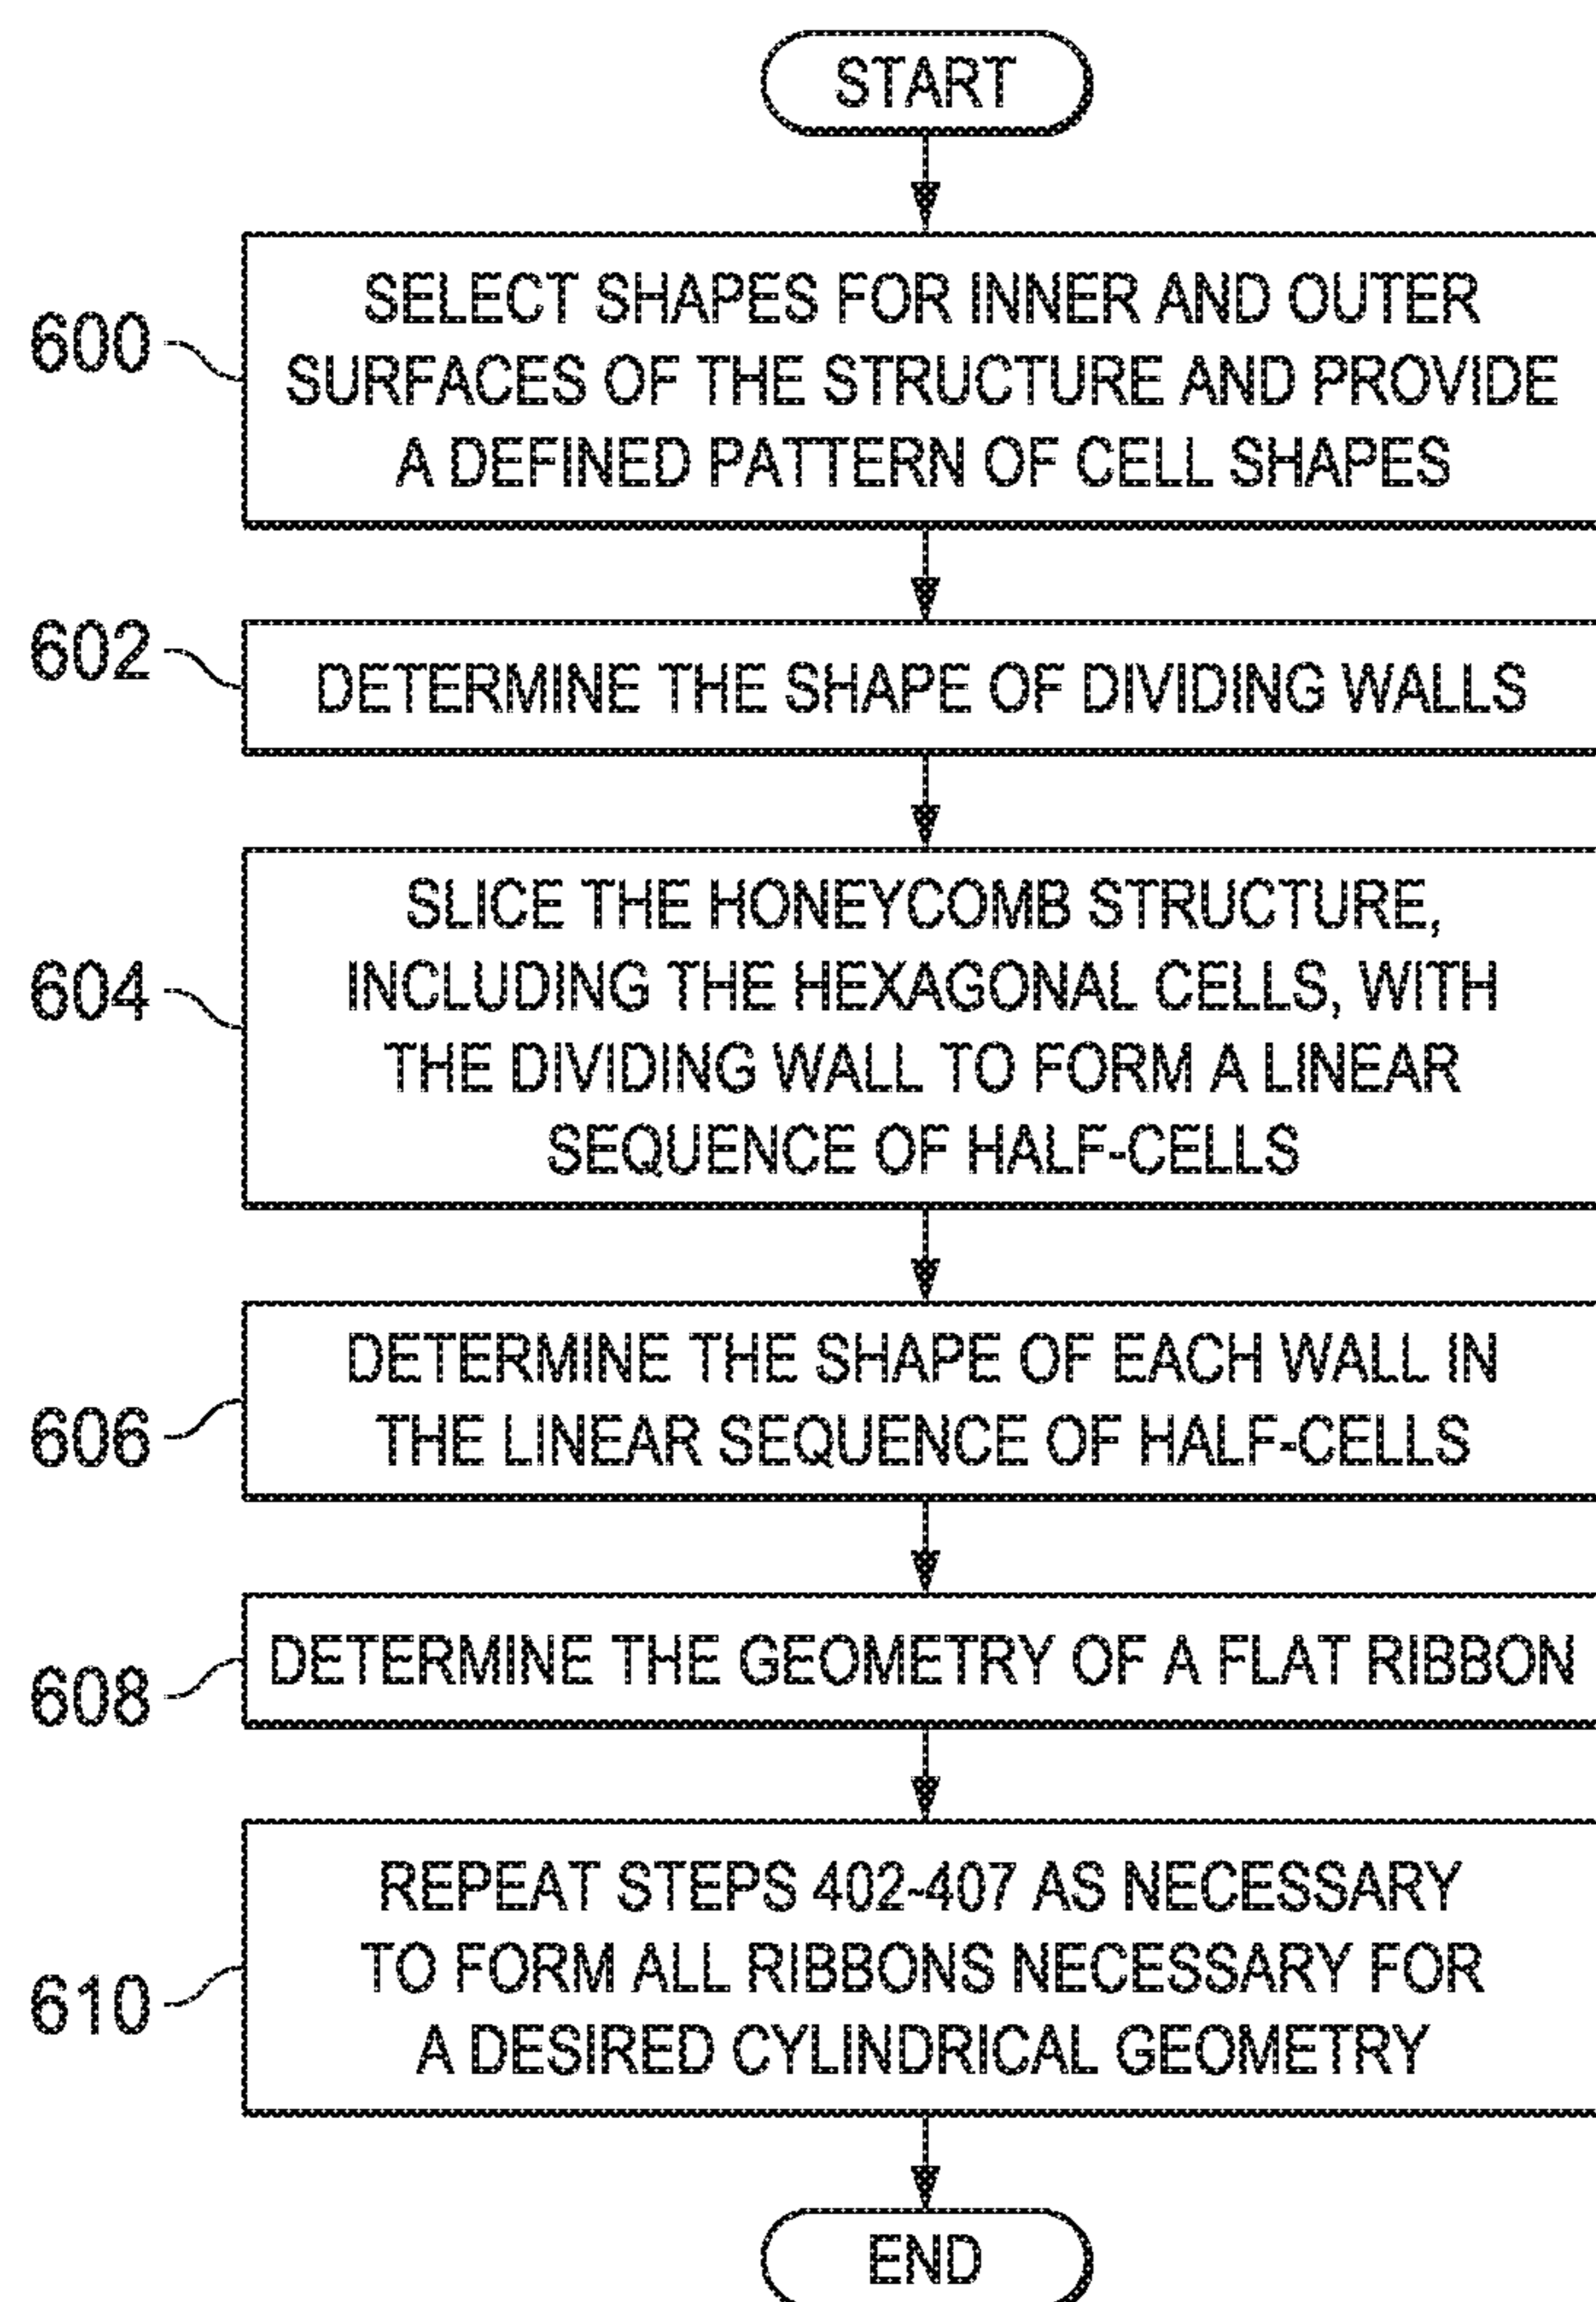 START
600
SELECT SHAPES FOR INNER AND OUTER
SURFACES OF THE STRUCTURE AND PROVIDE
A DEFINED PATTERN OF CELL SHAPES
602
DETERMINE THE SHAPE OF DIVIDING WALLS
604
SLICE THE HONEYCOMB STRUCTURE,
INCLUDING THE HEXAGONAL CELLS, WITH
THE DIVIDING WALL TO FORM A LINEAR
SEQUENCE OF HALF-CELLS
606
DETERMINE THE SHAPE OF EACH WALL IN
THE LINEAR SEQUENCE OF HALF-CELLS
608
DETERMINE THE GEOMETRY OF A FLAT RIBBON
610
REPEAT STEPS 402-407 AS NECESSARY
TO FORM ALL RIBBONS NECESSARY FOR
A DESIRED CYLINDRICAL GEOMETRY
END